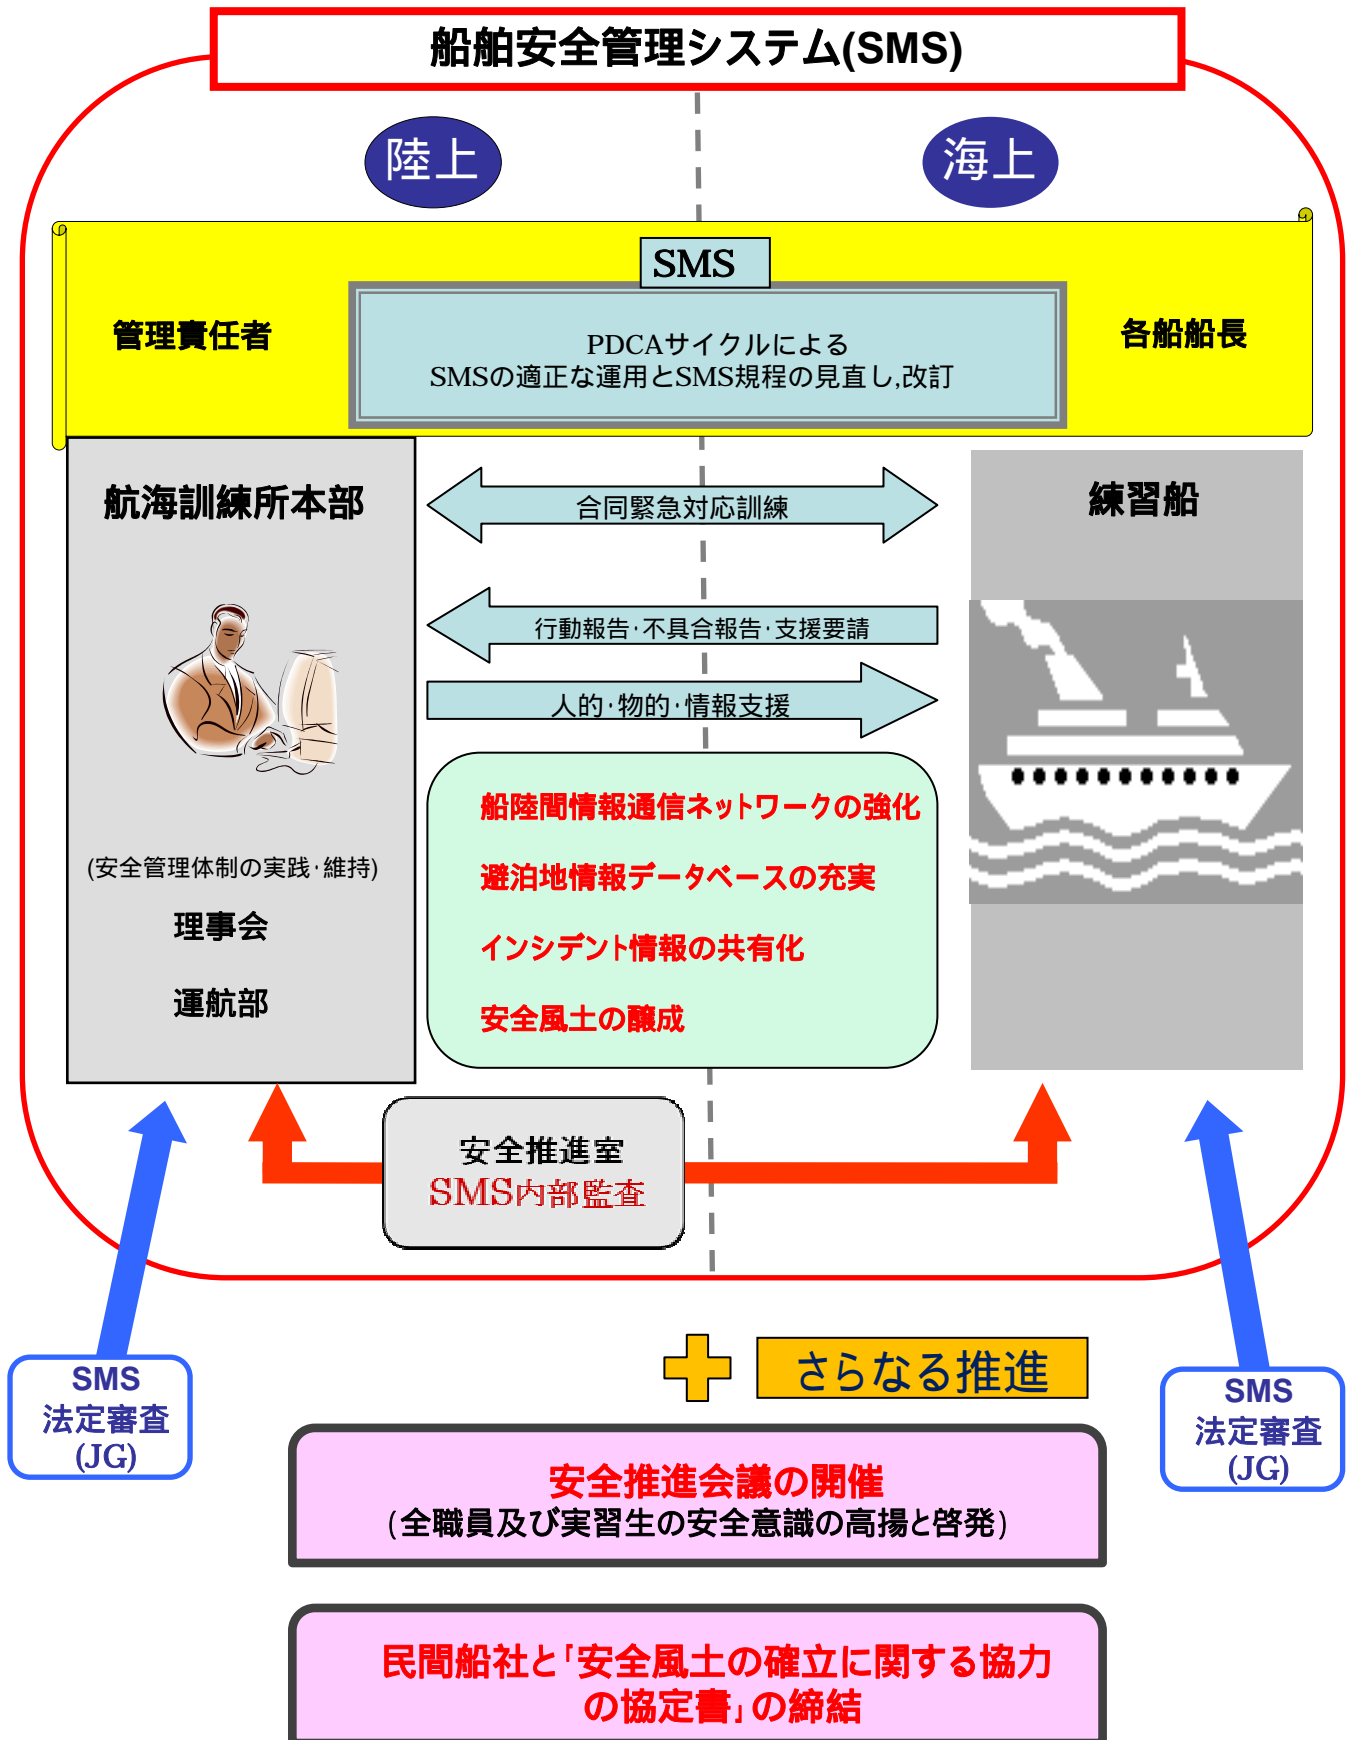 船舶安全管理システム(SMS)
陸上
海上
SMS
管理責任者
PDCAサイクルによる
SMSの適正な運用とSMS規程の見直し,改訂
各船船長
航海訓練所本部
合同緊急対応訓練
練習船
行動報告・不具合報告・支援要請
人的・物的・情報支援
船陸間情報通信ネットワークの強化
避泊地情報データベースの充実
インシデント情報の共有化
安全風土の醸成
(安全管理体制の実践・維持)
理事会
運航部
安全推進室
SMS内部監査
SMS
法定審査
(JG)
SMS
法定審査
(JG)
さらなる推進
安全推進会議の開催
(全職員及び実習生の安全意識の高揚と啓発)
民間船社と「安全風土の確立に関する協力
の協定書」の締結